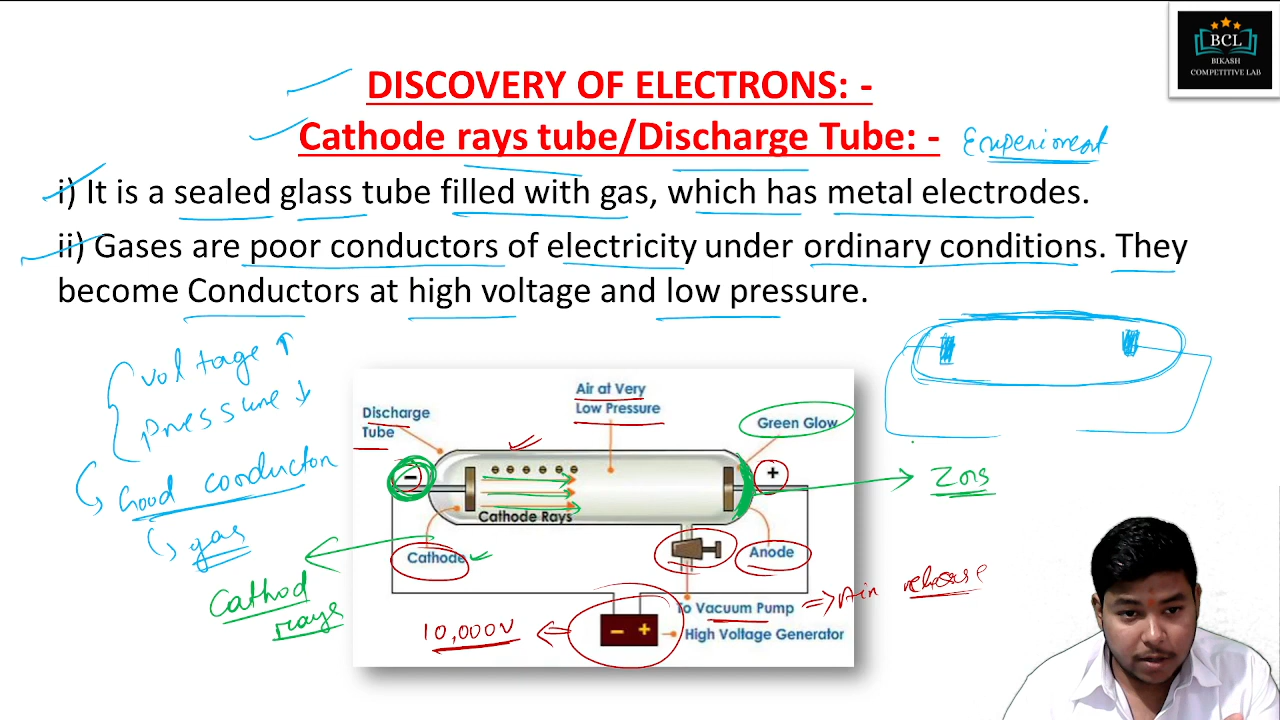 BCL
BIKASH
COMPETITIVE LAB
DISCOVERY OF ELECTRONS: -
Cathode rays tube/Discharge Tube: -
Experiment
i) It is a sealed glass tube filled with gas, which has metal electrodes.
ii) Gases are poor conductors of electricity under ordinary conditions. They
become Conductors at high voltage and low pressure.
voltage ↑
Pressure ↓
Good conductor
gas
Cathod
rays
Air at Very
Low Pressure
Discharge
Tube
Green Glow
−
+
Cathode Rays
Zns
Cathode
Anode
To Vacuum Pump
⇒ Air release
10,000V
− +
High Voltage Generator